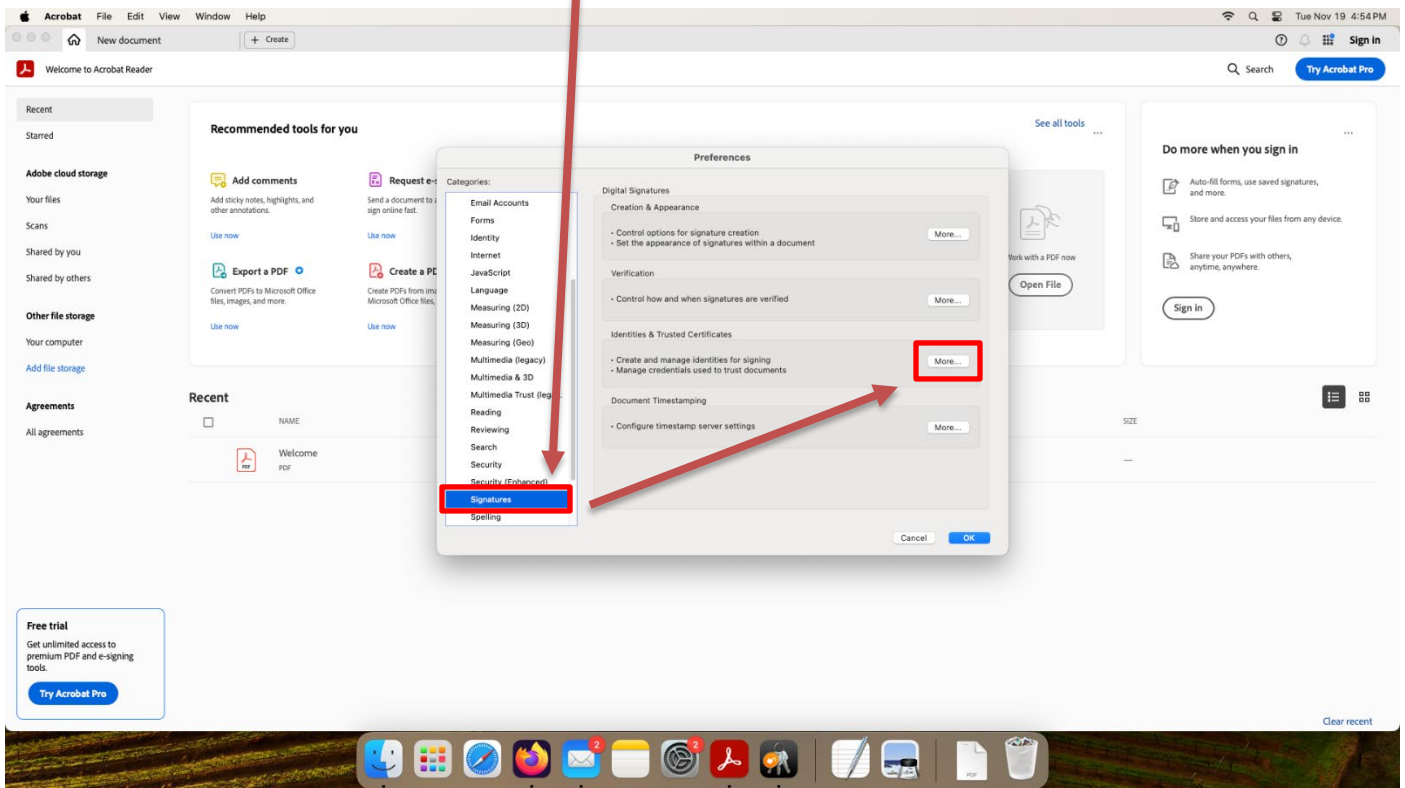 Acrobat File Edit View Window Help
Tue Nov 19 4:54 PM
New document
+ Create
Sign in
Welcome to Acrobat Reader
Search
Try Acrobat Pro
Recent
Starred
Adobe cloud storage
Your files
Scans
Shared by you
Shared by others
Other file storage
Your computer
Add file storage
Agreements
All agreements
Recommended tools for you
See all tools
...
Add comments
Add sticky notes, highlights, and
other annotations.
Use now
Request e-s
Send a document to a
sign online fast.
Use now
Export a PDF
Convert PDFs to Microsoft Office
files, images, and more.
Use now
Create a PD
Create PDFs from ima
Microsoft Office files,
Use now
Work with a PDF now
Open File
...
Do more when you sign in
Auto-fill forms, use saved signatures,
and more.
Store and access your files from any device.
Share your PDFs with others,
anytime, anywhere.
Sign in
Preferences
Categories:
Email Accounts
Forms
Identity
Internet
JavaScript
Language
Measuring (2D)
Measuring (3D)
Measuring (Geo)
Multimedia (legacy)
Multimedia & 3D
Multimedia Trust (leg...
Reading
Reviewing
Search
Security
Security (Enhanced)
Signatures
Spelling
Digital Signatures
Creation & Appearance
• Control options for signature creation
• Set the appearance of signatures within a document
More...
Verification
• Control how and when signatures are verified
More...
Identities & Trusted Certificates
• Create and manage identities for signing
• Manage credentials used to trust documents
More...
Document Timestamping
• Configure timestamp server settings
More...
Cancel
OK
Recent
NAME
SIZE
Welcome
PDF
PDF
—
Free trial
Get unlimited access to
premium PDF and e-signing
tools.
Try Acrobat Pro
Clear recent
2
2
PDF